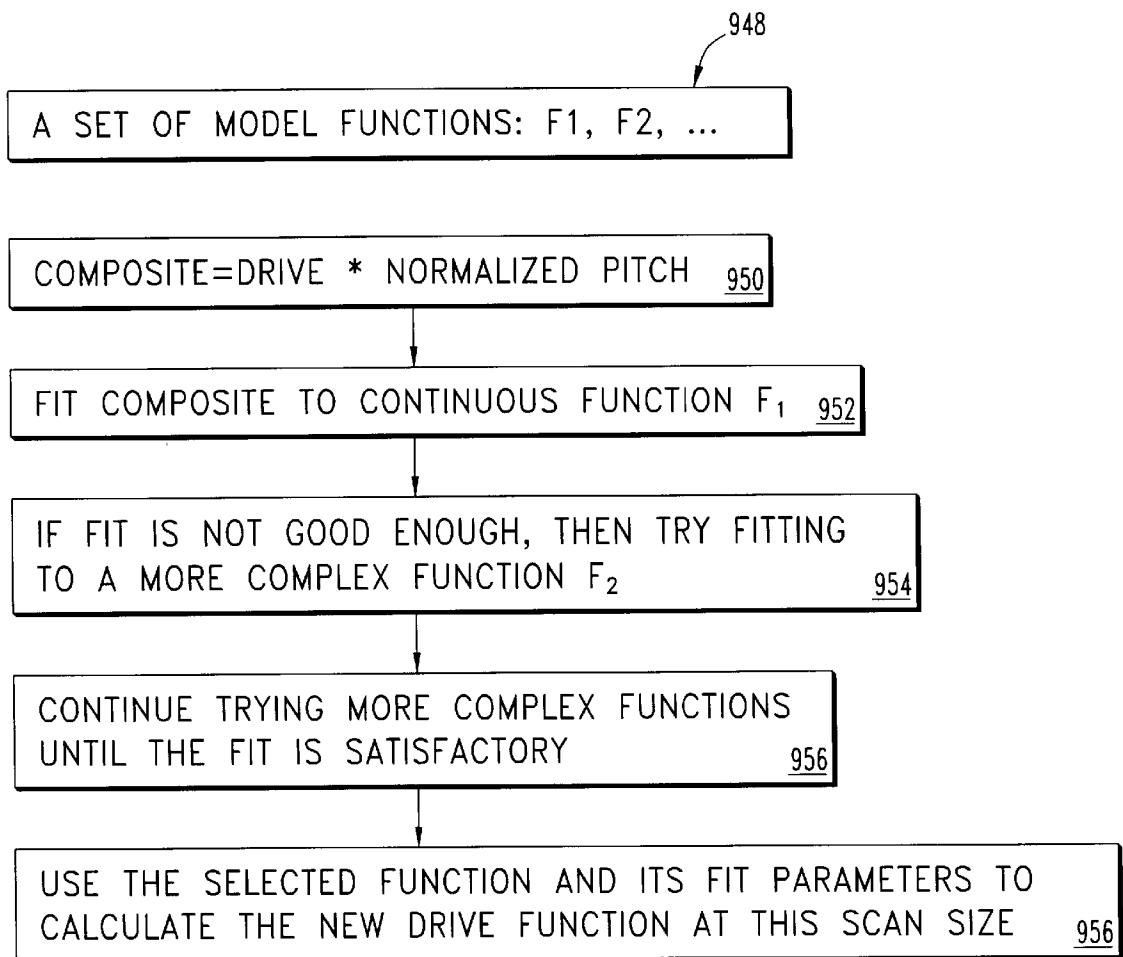 948
A SET OF MODEL FUNCTIONS: F1, F2, ...
COMPOSITE=DRIVE * NORMALIZED PITCH 950
FIT COMPOSITE TO CONTINUOUS FUNCTION F₁ 952
IF FIT IS NOT GOOD ENOUGH, THEN TRY FITTING
TO A MORE COMPLEX FUNCTION F₂ 954
CONTINUE TRYING MORE COMPLEX FUNCTIONS
UNTIL THE FIT IS SATISFACTORY 956
USE THE SELECTED FUNCTION AND ITS FIT PARAMETERS TO
CALCULATE THE NEW DRIVE FUNCTION AT THIS SCAN SIZE 956